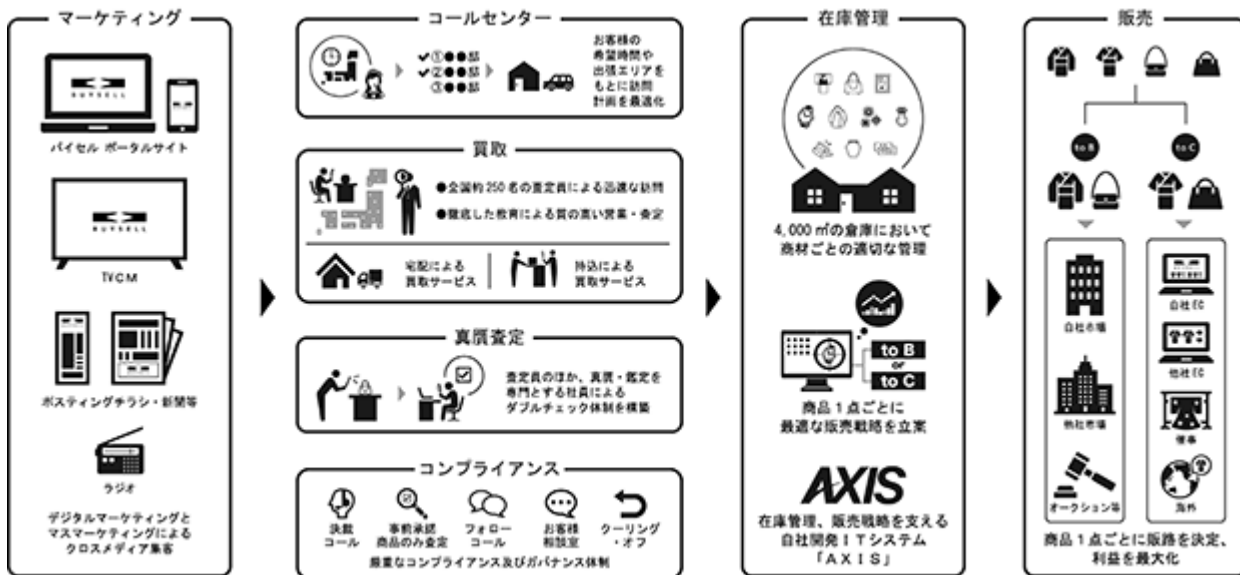 マーケティング
BUYSELL
バイセル ポータルサイト
BUYSELL
TVCM
ポスティングチラシ・新聞等
ラジオ
デジタルマーケティングと
マスマーケティングによる
クロスメディア集客
コールセンター
✔①●●邸
✔②●●邸
③●●邸
お客様の
希望時間や
出張エリアを
もとに訪問
計画を最適化
買取
●全国約250名の査定員による迅速な訪問
●徹底した教育による質の高い営業・査定
宅配による
買取サービス
持込による
買取サービス
真贋査定
査定員のほか、真贋・鑑定を
専門とする社員による
ダブルチェック体制を構築
コンプライアンス
決裁
コール
事前承諾
商品のみ査定
フォロー
コール
お客様
相談室
クーリング
・オフ
厳重なコンプライアンス及びガバナンス体制
在庫管理
4,000㎡の倉庫において
商材ごとの適切な管理
to B
or
to C
商品1点ごとに
最適な販売戦略を立案
AXIS
在庫管理、販売戦略を支える
自社開発ITシステム
「AXIS」
販売
to B
to C
自社市場
他社市場
オークション等
自社EC
他社EC
催事
海外
商品1点ごとに販路を決定、
利益を最大化